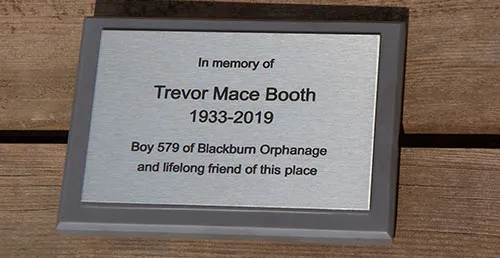 In memory of
Trevor Mace Booth
1933-2019
Boy 579 of Blackburn Orphanage
and lifelong friend of this place